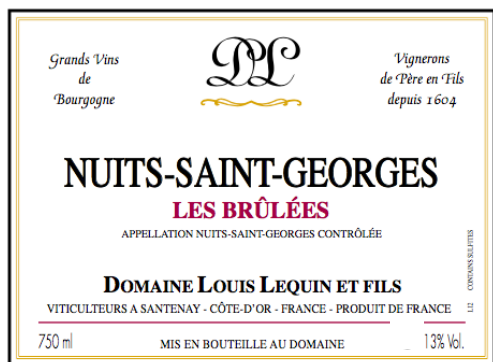 Grands Vins
de
Bourgogne
DLL
Vignerons
de Père en Fils
depuis 1604
NUITS-SAINT-GEORGES
LES BRÛLÉES
APPELLATION NUITS-SAINT-GEORGES CONTRÔLÉE
DOMAINE LOUIS LEQUIN ET FILS
VITICULTEURS A SANTENAY - CÔTE-D'OR - FRANCE - PRODUIT DE FRANCE
L12 CONTAINS SULFITES
750 ml
MIS EN BOUTEILLE AU DOMAINE
13% Vol.